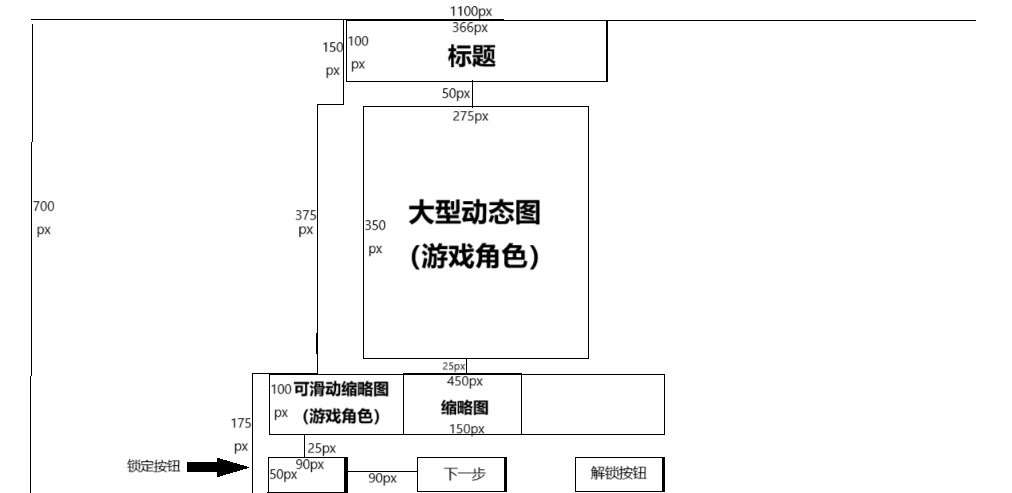 1100px
366px
150
px
100
px
标题
50px
275px
700
px
375
px
350
px
大型动态图
（游戏角色）
25px
100
px
可滑动缩略图
（游戏角色）
450px
缩略图
150px
175
px
25px
锁定按钮
90px
50px
90px
下一步
解锁按钮